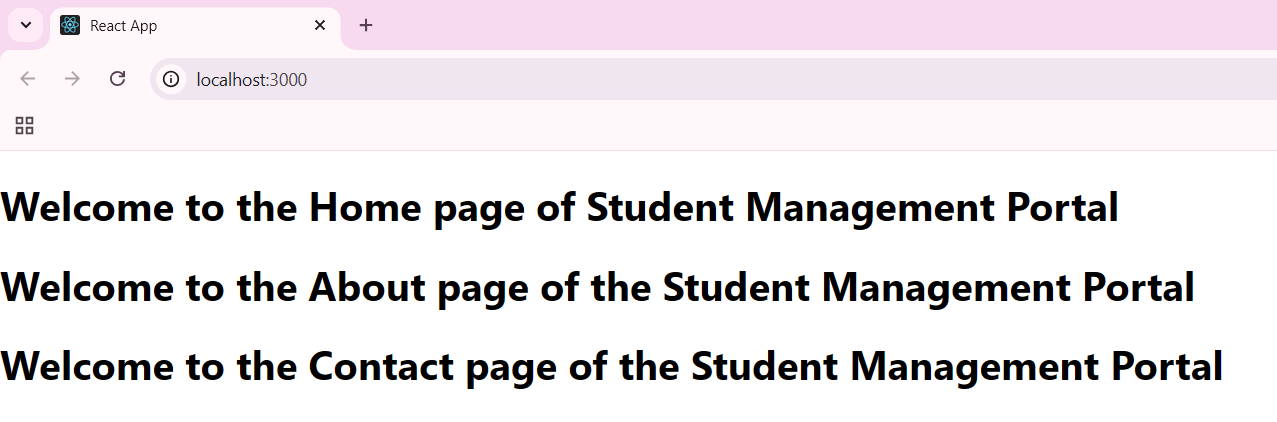 React App
localhost:3000
Welcome to the Home page of Student Management Portal
Welcome to the About page of the Student Management Portal
Welcome to the Contact page of the Student Management Portal